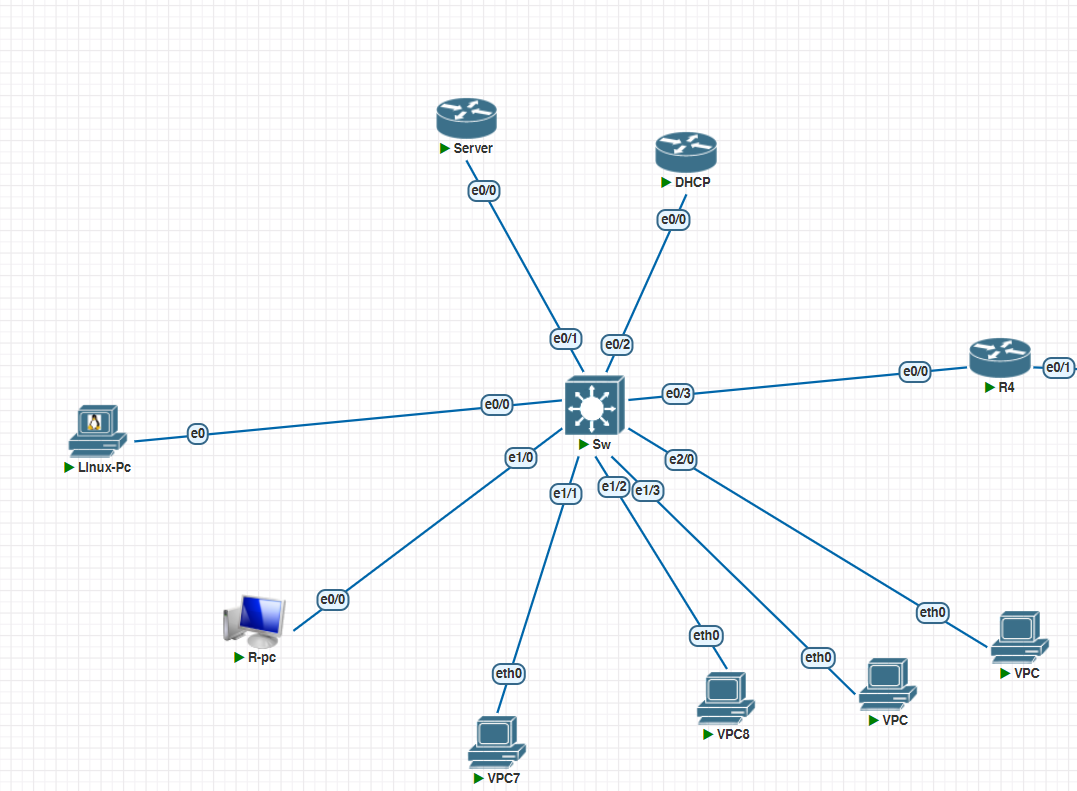 Server
e0/0
DHCP
e0/0
e0/1
e0/2
e0/0
R4
e0/1
e0/3
e0/0
e0
Linux-Pc
Sw
e1/0
e2/0
e1/1
e1/2
e1/3
e0/0
R-pc
eth0
VPC
eth0
eth0
eth0
VPC
VPC8
VPC7